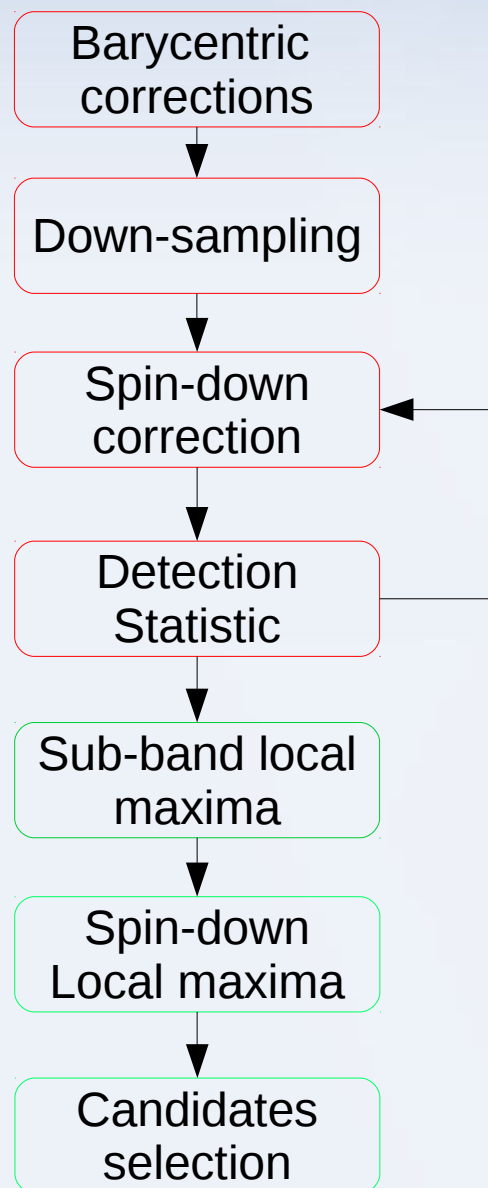 Barycentric
corrections
Down-sampling
Spin-down
correction
Detection
Statistic
Sub-band local
maxima
Spin-down
Local maxima
Candidates
selection